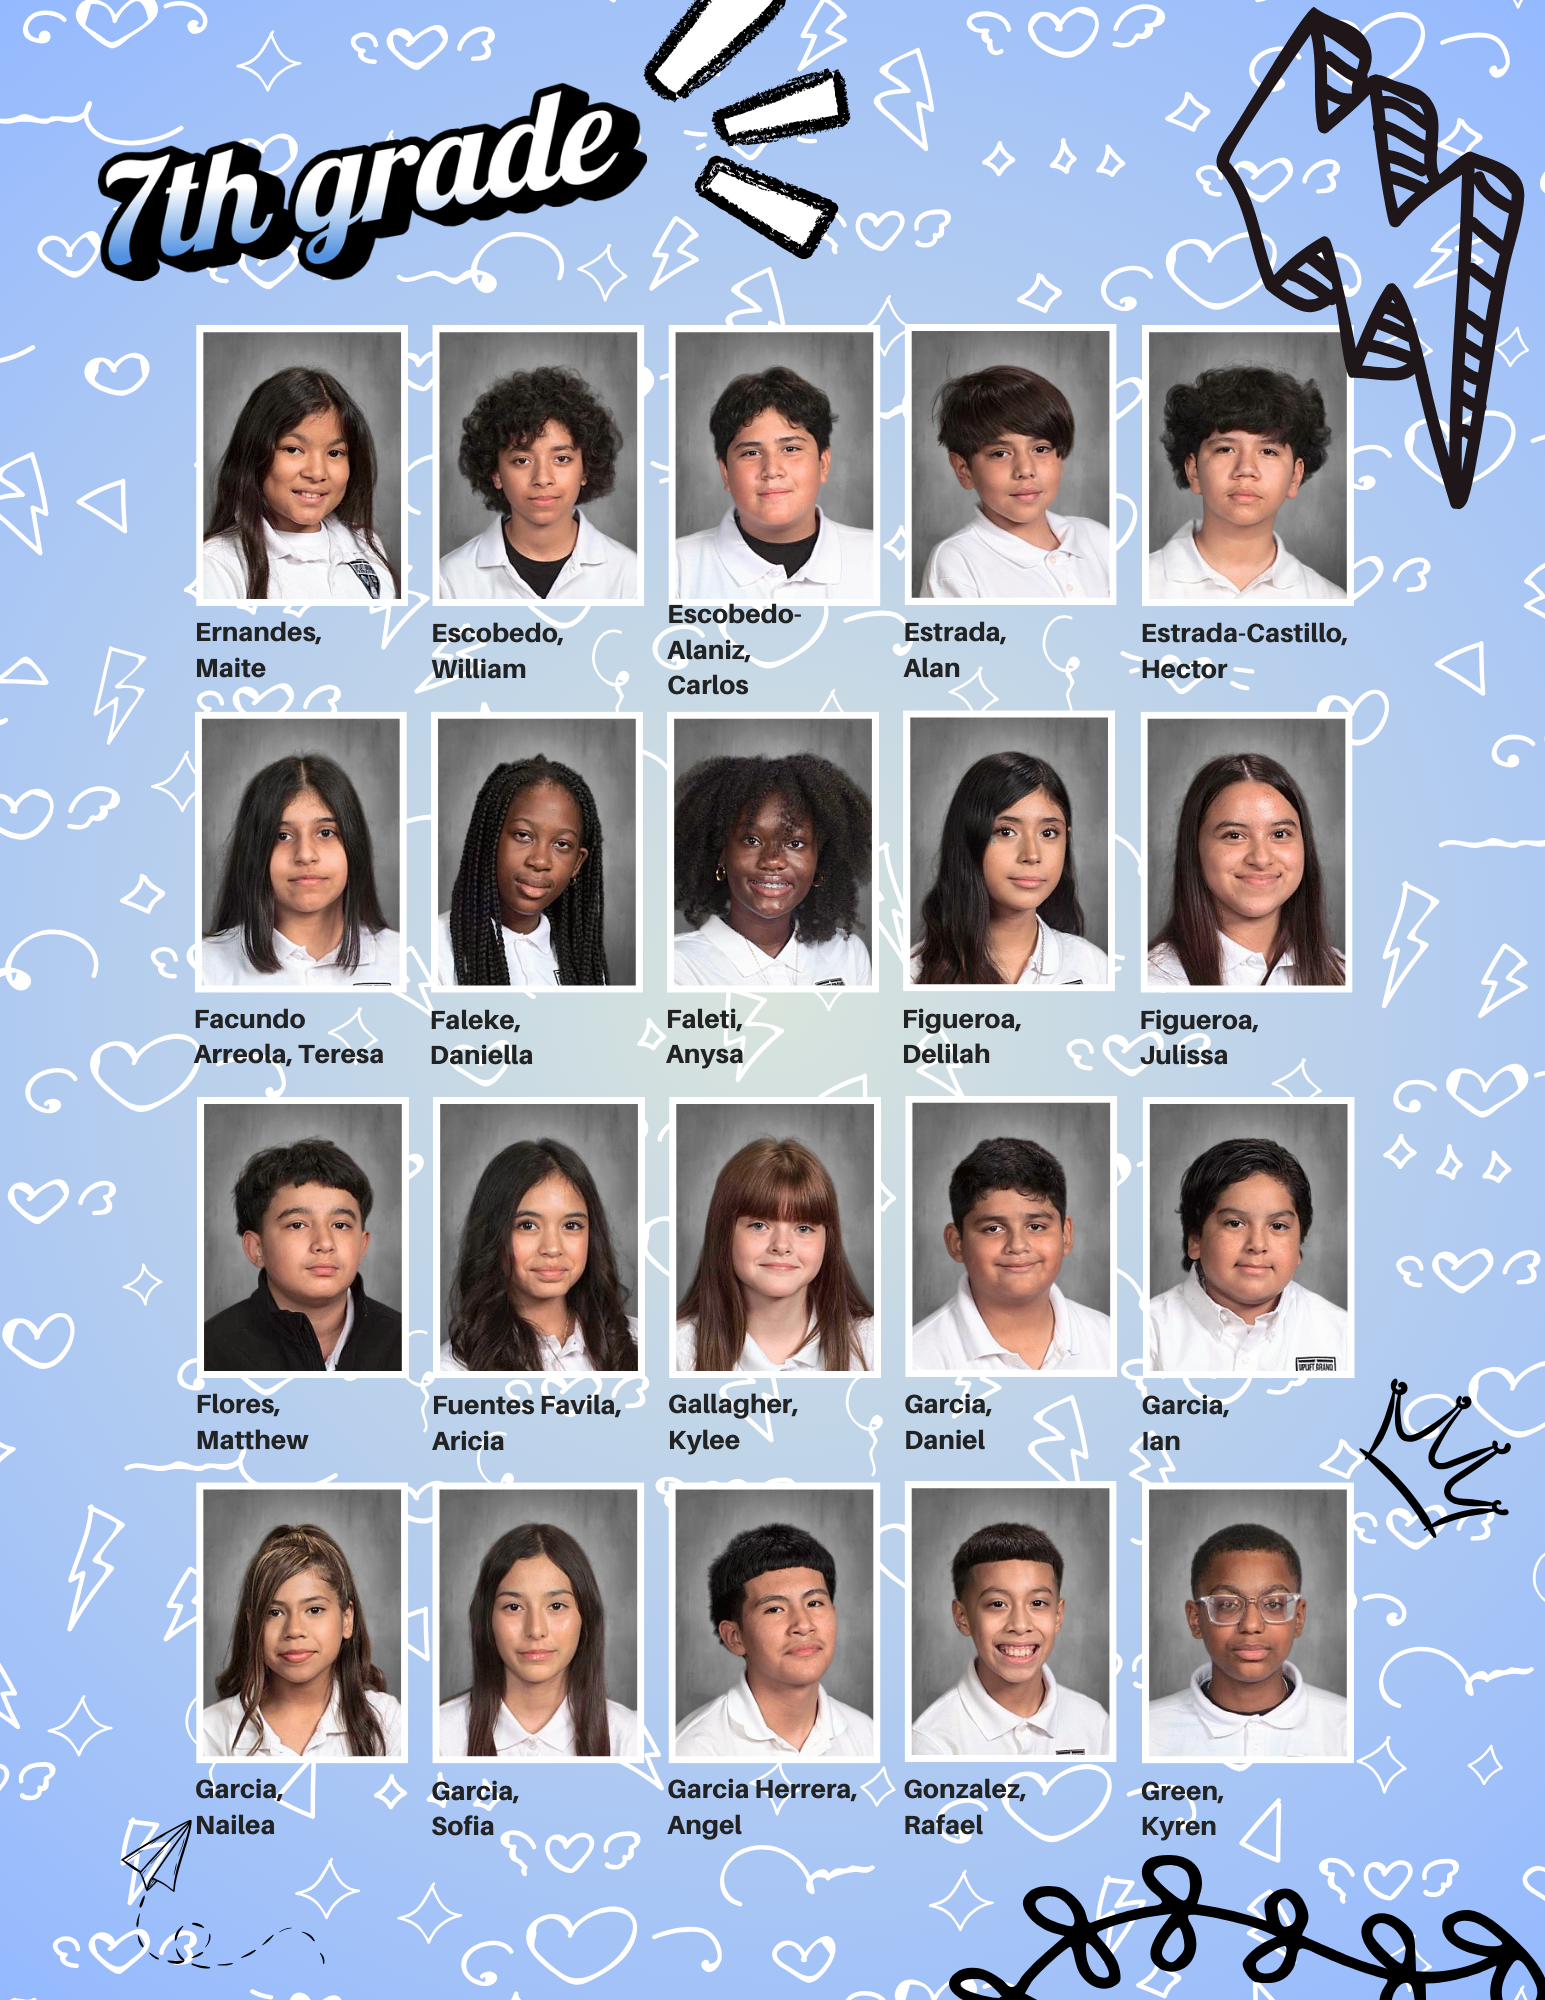 7th grade
Ernandes,
Maite
Escobedo,
William
Escobedo-
Alaniz,
Carlos
Estrada,
Alan
Estrada-Castillo,
Hector
Facundo
Arreola, Teresa
Faleke,
Daniella
Faleti,
Anysa
Figueroa,
Delilah
Figueroa,
Julissa
Flores,
Matthew
Fuentes Favila,
Aricia
Gallagher,
Kylee
Garcia,
Daniel
UPLIFT GRAND
Garcia,
Ian
Garcia,
Nailea
Garcia,
Sofia
Garcia Herrera,
Angel
Gonzalez,
Rafael
Green,
Kyren